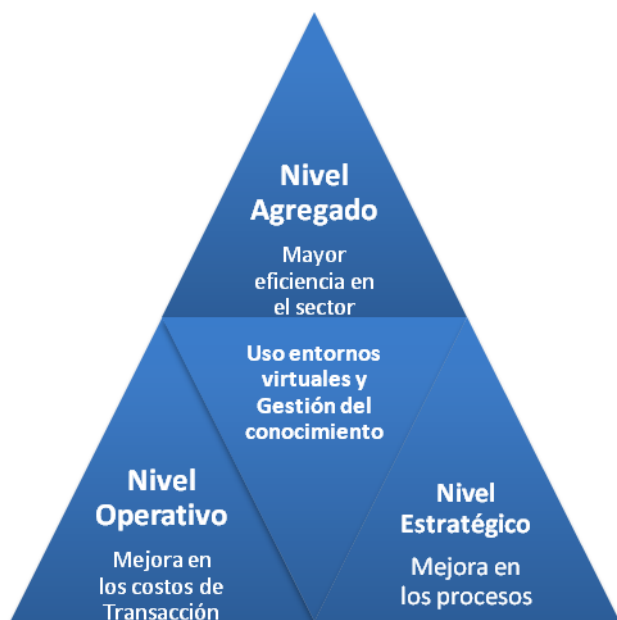 Nivel
Agregado
Mayor
eficiencia en
el sector
Uso entornos
virtuales y
Gestión del
conocimiento
Nivel
Operativo
Mejora en
los costos de
Transacción
Nivel
Estratégico
Mejora en
los procesos